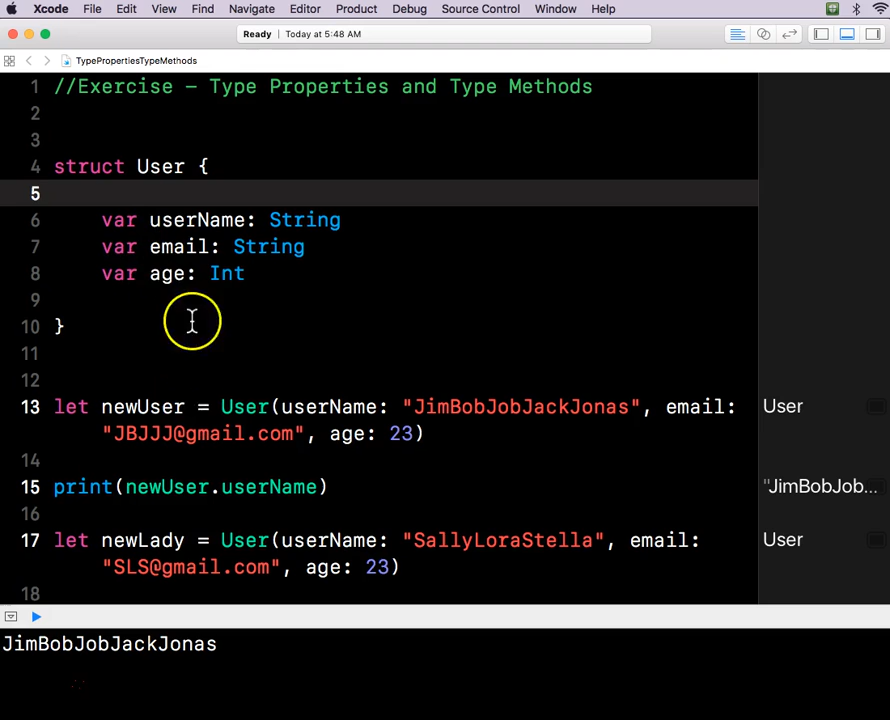 Xcode File Edit View Find Navigate Editor Product Debug Source Control Window Help
Ready Today at 5:48 AM
TypePropertiesTypeMethods
1 //Exercise – Type Properties and Type Methods
2
3
4 struct User {
5
6 var userName: String
7 var email: String
8 var age: Int
9
10 }
11
12
13 let newUser = User(userName: "JimBobJobJackJonas", email: User
"JBJJJ@gmail.com", age: 23)
14
15 print(newUser.userName) "JimBobJob...
16
17 let newLady = User(userName: "SallyLoraStella", email: User
"SLS@gmail.com", age: 23)
18
JimBobJobJackJonas